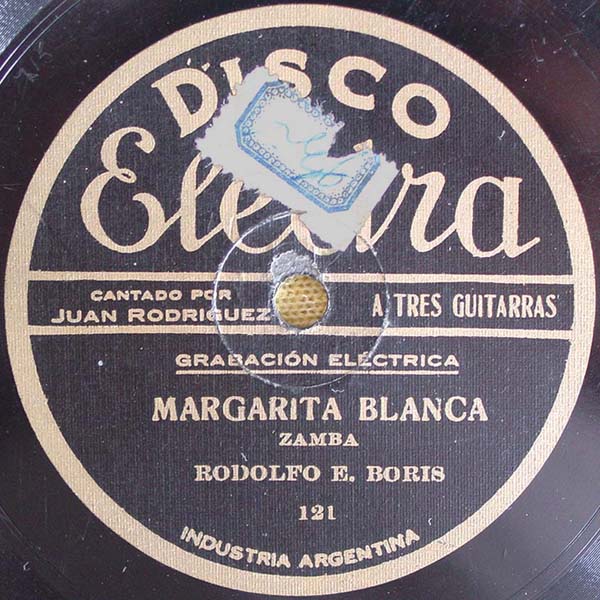 DISCO
Electra
CANTADO POR
JUAN RODRIGUEZ
A TRES GUITARRAS
GRABACIÓN ELÉCTRICA
MARGARITA BLANCA
ZAMBA
RODOLFO E. BORIS
121
INDUSTRIA ARGENTINA